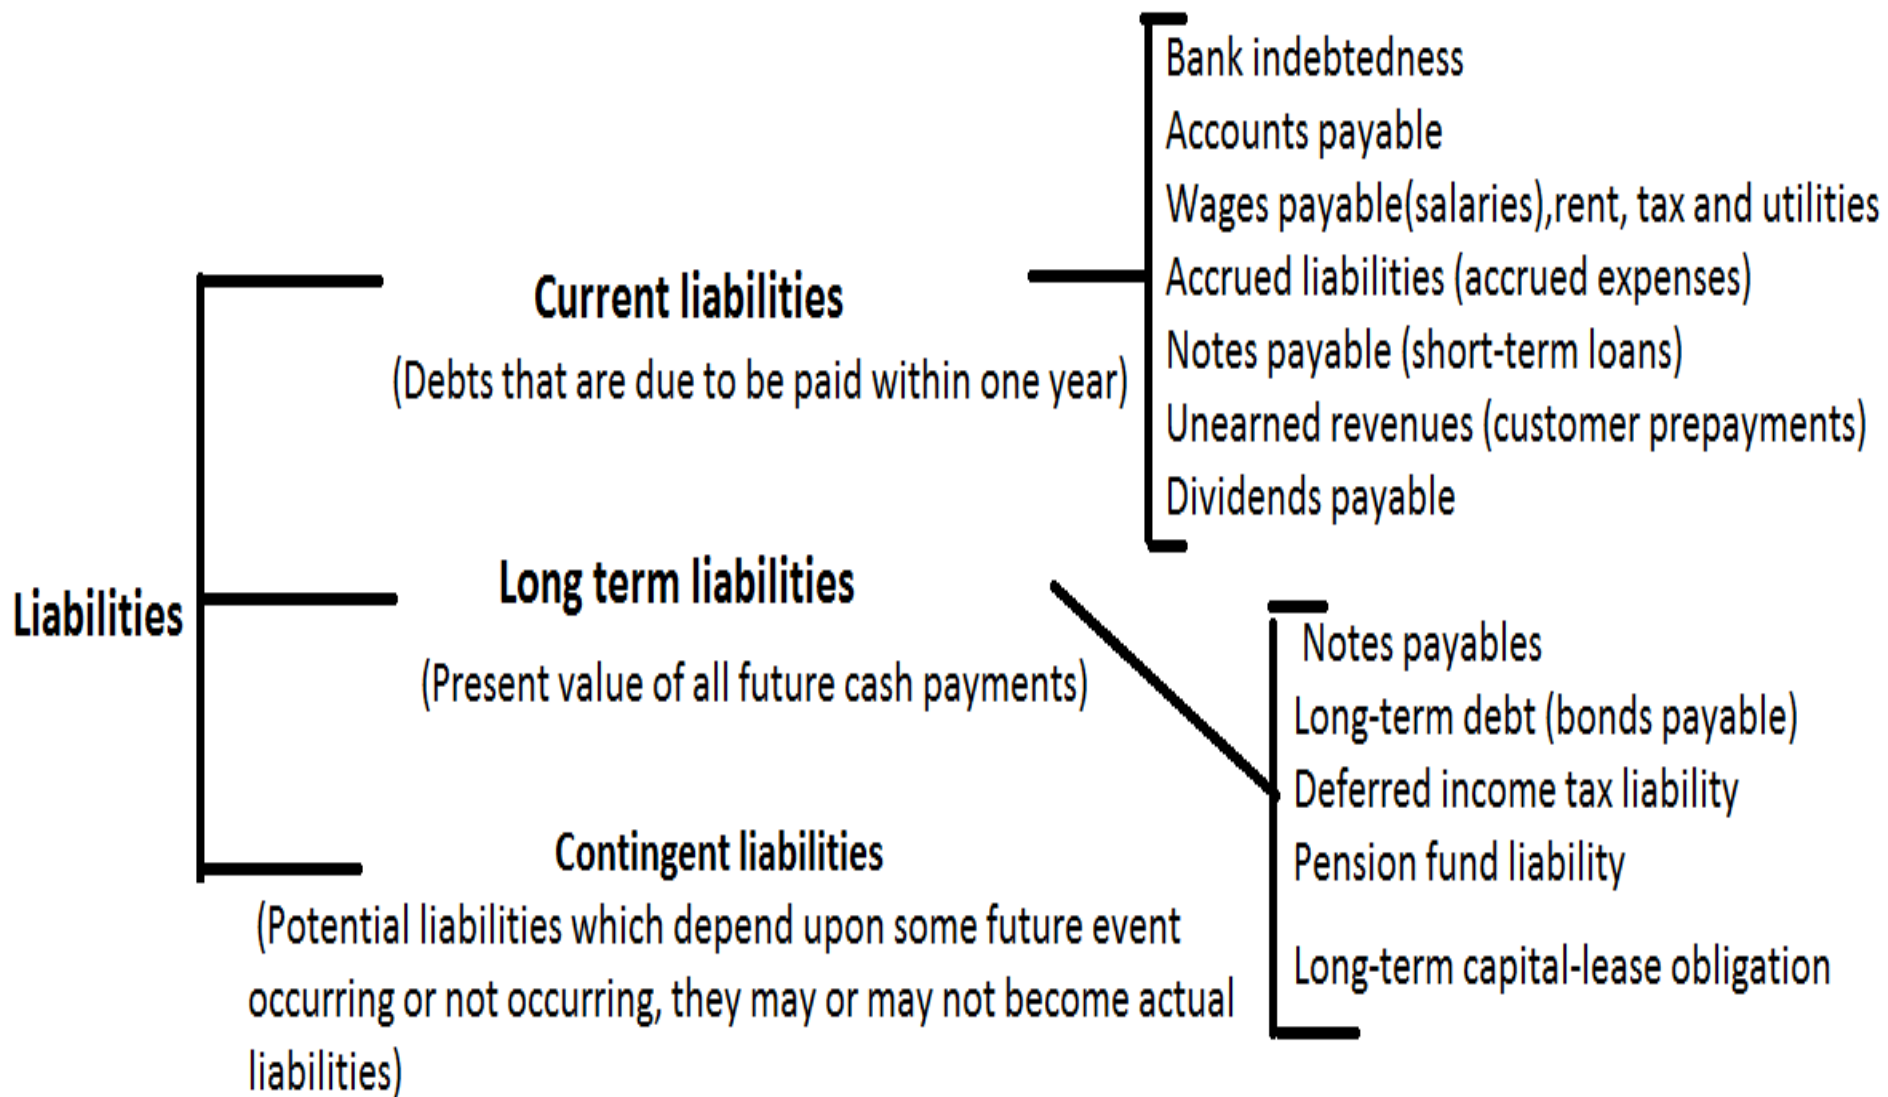 Liabilities
Current liabilities
(Debts that are due to be paid within one year)
Bank indebtedness
Accounts payable
Wages payable(salaries),rent, tax and utilities
Accrued liabilities (accrued expenses)
Notes payable (short-term loans)
Unearned revenues (customer prepayments)
Dividends payable
Long term liabilities
(Present value of all future cash payments)
Notes payables
Long-term debt (bonds payable)
Deferred income tax liability
Pension fund liability
Long-term capital-lease obligation
Contingent liabilities
(Potential liabilities which depend upon some future event
occurring or not occurring, they may or may not become actual
liabilities)